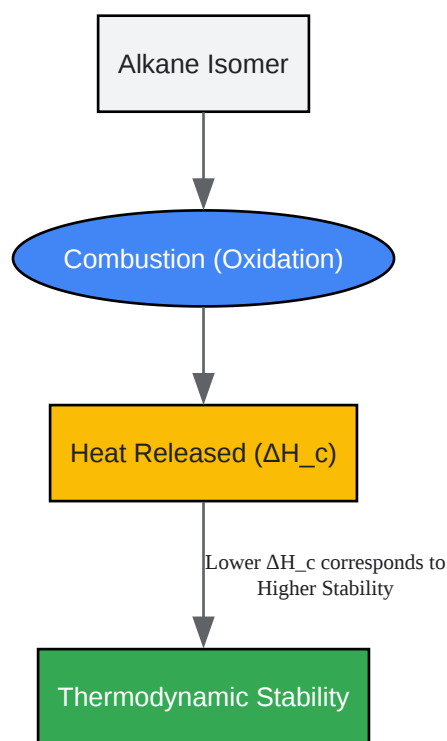 Alkane Isomer
Combustion (Oxidation)
Heat Released (ΔH_c)
Lower ΔH_c corresponds to
Higher Stability
Thermodynamic Stability